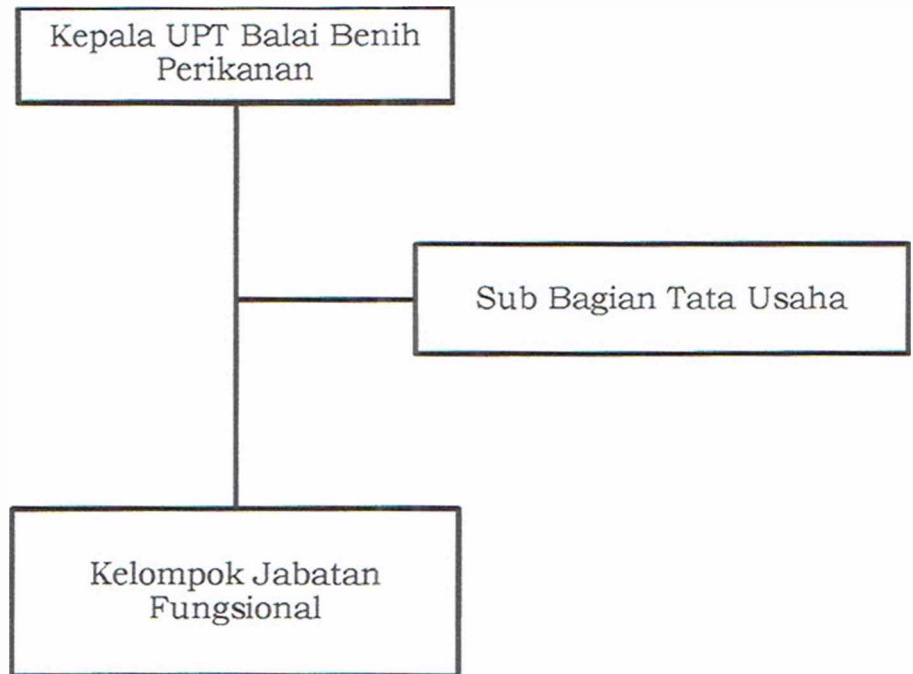 Kepala UPT Balai Benih
Perikanan
Sub Bagian Tata Usaha
Kelompok Jabatan
Fungsional